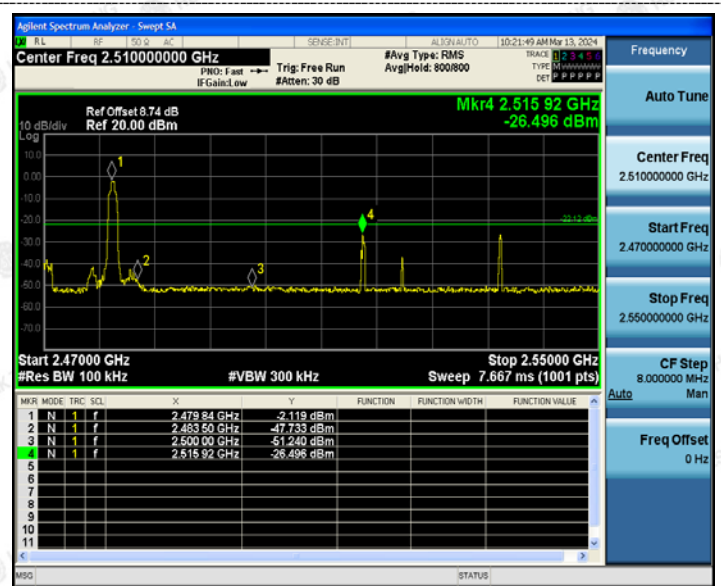 Agilent Spectrum Analyzer - Swept SA
RL RF 50 Ω AC SENSE:INT ALIGN AUTO 10:21:49 AM Mar 13, 2024
Center Freq 2.510000000 GHz
PNO: Fast
IFGain:Low
Trig: Free Run
#Atten: 30 dB
#Avg Type: RMS
Avg|Hold: 800/800
TRACE 1 2 3 4 5 6
TYPE M
DET P P P P P P
Ref Offset 8.74 dB
Ref 20.00 dBm
10 dB/div
Log
Mkr4 2.515 92 GHz
-26.496 dBm
10.0
0.00
-10.0
-20.0
-30.0
-40.0
-50.0
-60.0
-70.0
1
2
3
4
-22.12 dBm
Start 2.47000 GHz Stop 2.55000 GHz
#Res BW 100 kHz #VBW 300 kHz Sweep 7.667 ms (1001 pts)
MKR MODE TRC SCL X Y FUNCTION FUNCTION WIDTH FUNCTION VALUE
1 N 1 f 2.479 84 GHz -2.119 dBm
2 N 1 f 2.483 50 GHz -47.733 dBm
3 N 1 f 2.500 00 GHz -51.240 dBm
4 N 1 f 2.515 92 GHz -26.496 dBm
5
6
7
8
9
10
11
MSG STATUS
Frequency
Auto Tune
Center Freq
2.510000000 GHz
Start Freq
2.470000000 GHz
Stop Freq
2.550000000 GHz
CF Step
8.000000 MHz
Auto Man
Freq Offset
0 Hz